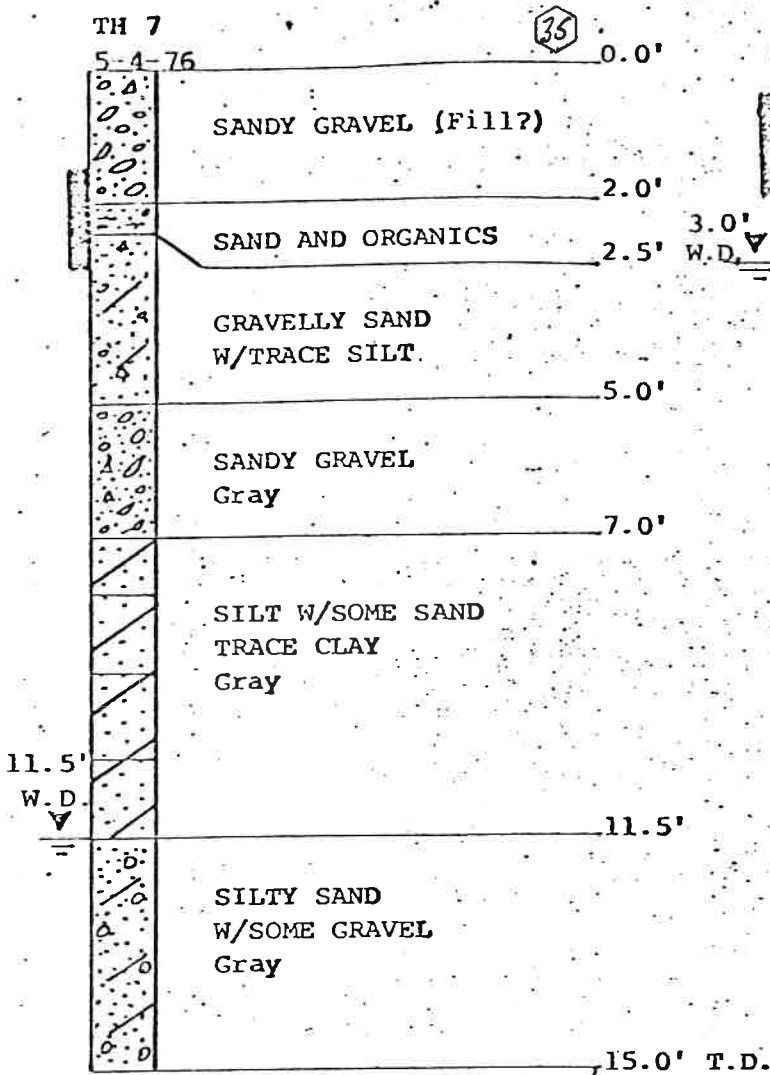 TH 7
35
5-4-76
0.0'
SANDY GRAVEL (Fill?)
2.0'
SAND AND ORGANICS
2.5'
3.0'
W.D.
GRAVELLY SAND
W/TRACE SILT.
5.0'
SANDY GRAVEL
Gray
7.0'
SILT W/SOME SAND
TRACE CLAY
Gray
11.5'
W.D.
11.5'
SILTY SAND
W/SOME GRAVEL
Gray
15.0' T.D.